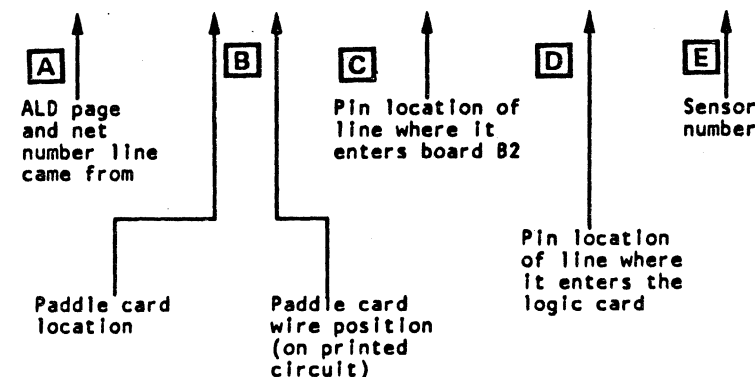 A
B
C
D
E
ALD page
and net
number line
came from
Pin location of
line where it
enters board B2
Sensor
number
Pin location
of line where
it enters the
logic card
Paddle card
location
Paddle card
wire position
(on printed
circuit)